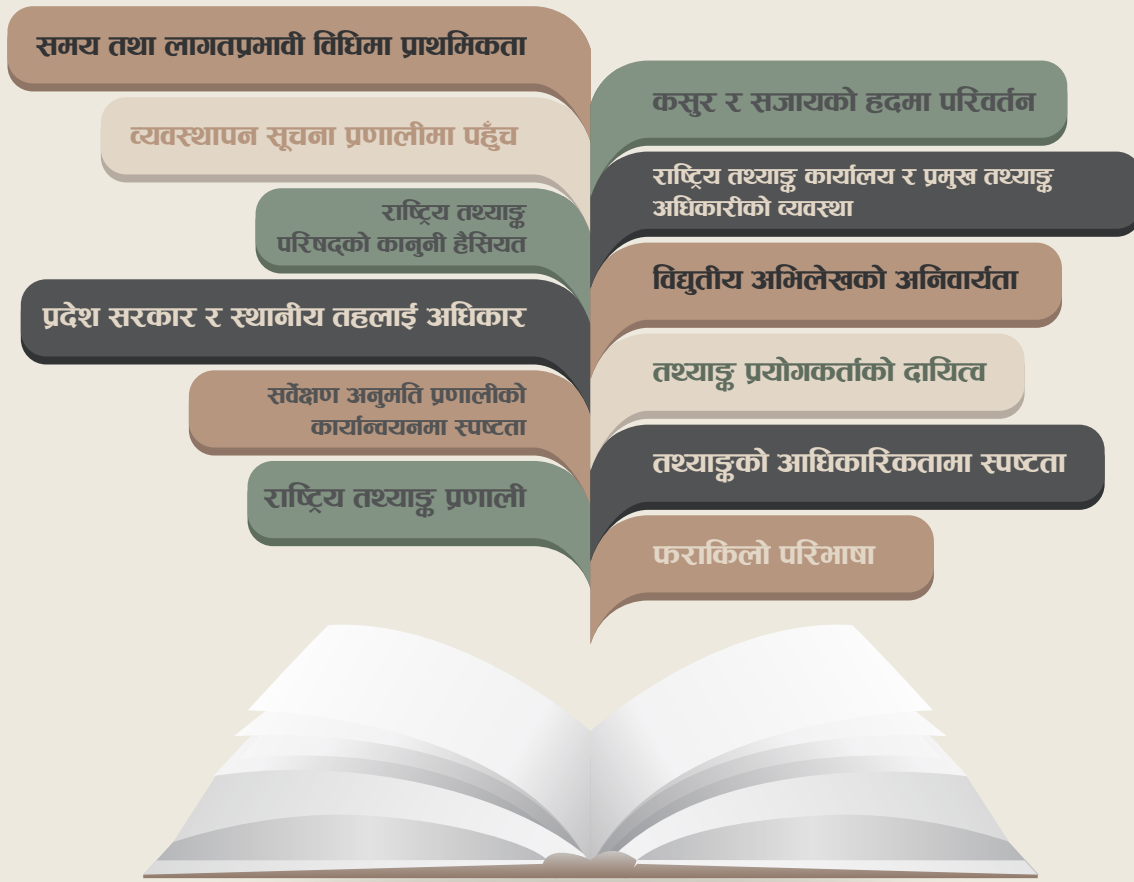 समय तथा लागतप्रभावी विधिमा प्राथमिकता
कसुर र सजायको हदमा परिवर्तन
व्यवस्थापन सूचना प्रणालीमा पहुँच
राष्ट्रिय तथ्याङ्क कार्यालय र प्रमुख तथ्याङ्क
अधिकारीको व्यवस्था
राष्ट्रिय तथ्याङ्क
परिषद्को कानुनी हैसियत
विद्युतीय अभिलेखको अनिवार्यता
प्रदेश सरकार र स्थानीय तहलाई अधिकार
तथ्याङ्क प्रयोगकर्ताको दायित्व
सर्वेक्षण अनुमति प्रणालीको
कार्यान्वयनमा स्पष्टता
तथ्याङ्कको आधिकारिकतामा स्पष्टता
राष्ट्रिय तथ्याङ्क प्रणाली
फराकिलो परिभाषा